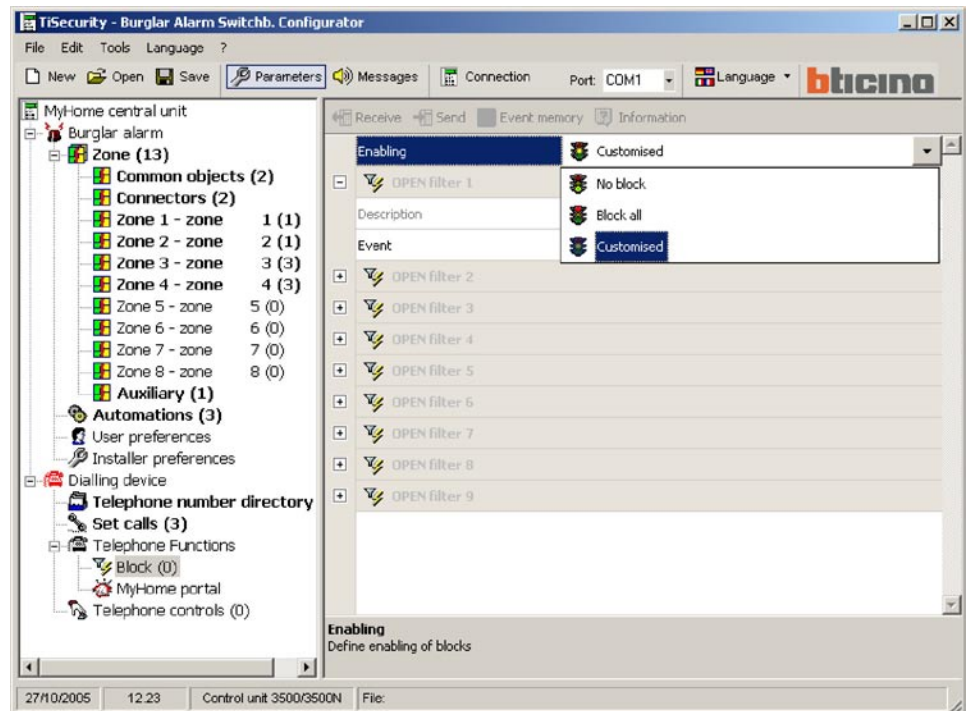 TiSecurity - Burglar Alarm Switchb. Configurator
File Edit Tools Language ?
New Open Save Parameters Messages Connection Port: COM1 Language bticino
MyHome central unit
Burglar alarm
Zone (13)
Common objects (2)
Connectors (2)
Zone 1 - zone 1 (1)
Zone 2 - zone 2 (1)
Zone 3 - zone 3 (3)
Zone 4 - zone 4 (3)
Zone 5 - zone 5 (0)
Zone 6 - zone 6 (0)
Zone 7 - zone 7 (0)
Zone 8 - zone 8 (0)
Auxiliary (1)
Automations (3)
User preferences
Installer preferences
Dialling device
Telephone number directory
Set calls (3)
Telephone Functions
Block (0)
MyHome portal
Telephone controls (0)
Receive Send Event memory Information
Enabling Customised
OPEN filter 1
Description
Event
No block
Block all
Customised
OPEN filter 2
OPEN filter 3
OPEN filter 4
OPEN filter 5
OPEN filter 6
OPEN filter 7
OPEN filter 8
OPEN filter 9
Enabling
Define enabling of blocks
27/10/2005 12.23 Control unit 3500/3500N File: